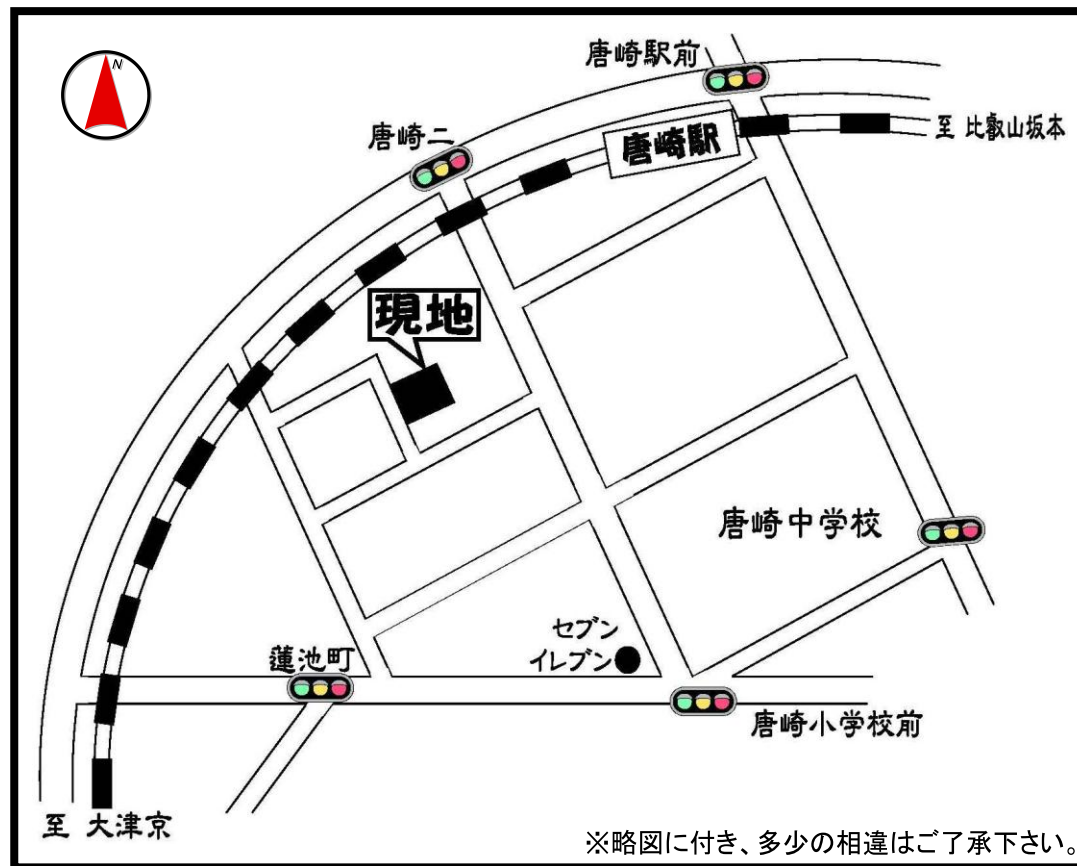 N
唐崎駅前
唐崎二
唐崎駅
至 比叡山坂本
現地
唐崎中学校
セブン
イレブン
蓮池町
唐崎小学校前
至 大津京
※略図に付き、多少の相違はご了承下さい。